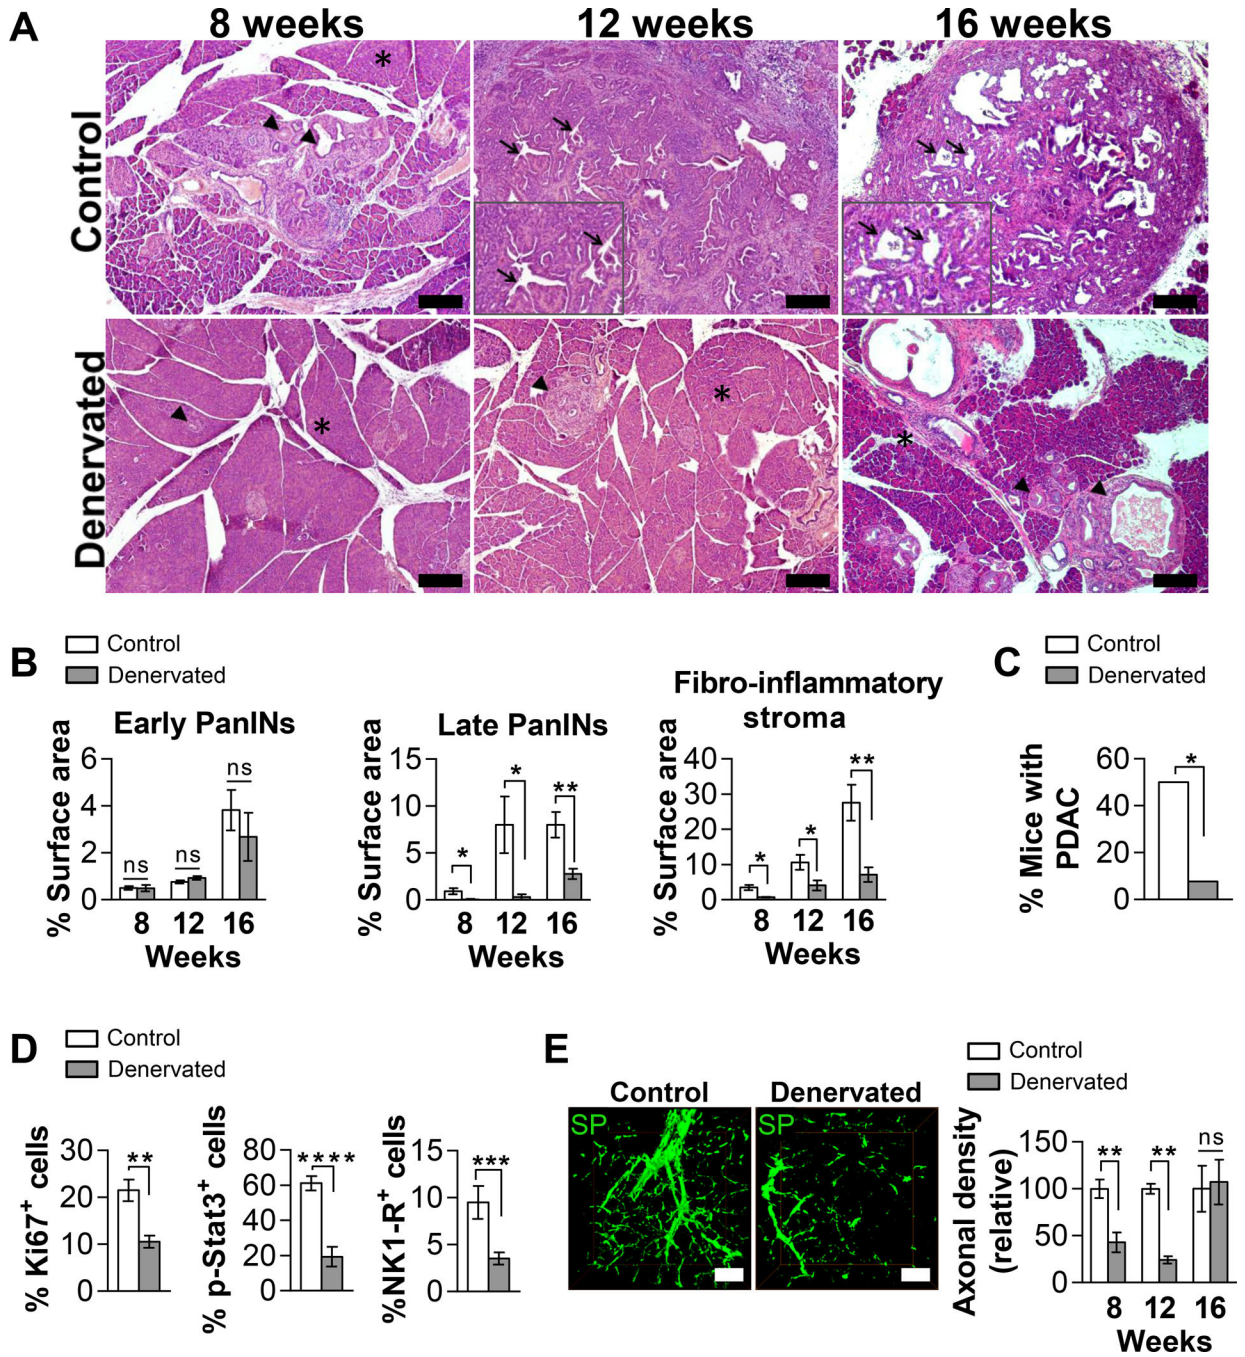 A
8 weeks
12 weeks
16 weeks
Control
*
Denervated
*
*
*
B
Control
Denervated
Early PanINs
% Surface area
6
4
2
0
ns
ns
ns
8
12
16
Weeks
Late PanINs
% Surface area
15
10
5
0
*
*
**
8
12
16
Weeks
Fibro-inflammatory
stroma
% Surface area
40
30
20
10
0
*
*
**
8
12
16
Weeks
C
Control
Denervated
% Mice with
PDAC
60
40
20
0
*
D
Control
Denervated
% Ki67+ cells
30
20
10
0
**
% p-Stat3+ cells
80
60
40
20
0
****
%NK1-R+ cells
15
10
5
0
***
E
Control
Denervated
SP
SP
Control
Denervated
Axonal density
(relative)
150
100
50
0
**
**
ns
8
12
16
Weeks